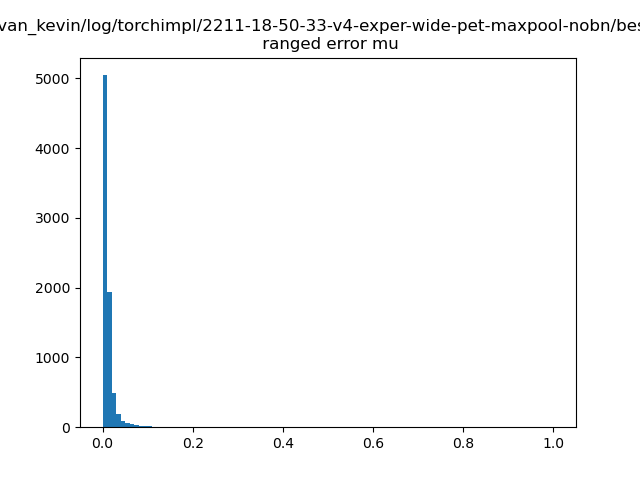 van_kevin/log/torchimpl/2211-18-50-33-v4-exper-wide-pet-maxpool-nobn/bes
ranged error mu
5000
4000
3000
2000
1000
0
0.0 0.2 0.4 0.6 0.8 1.0